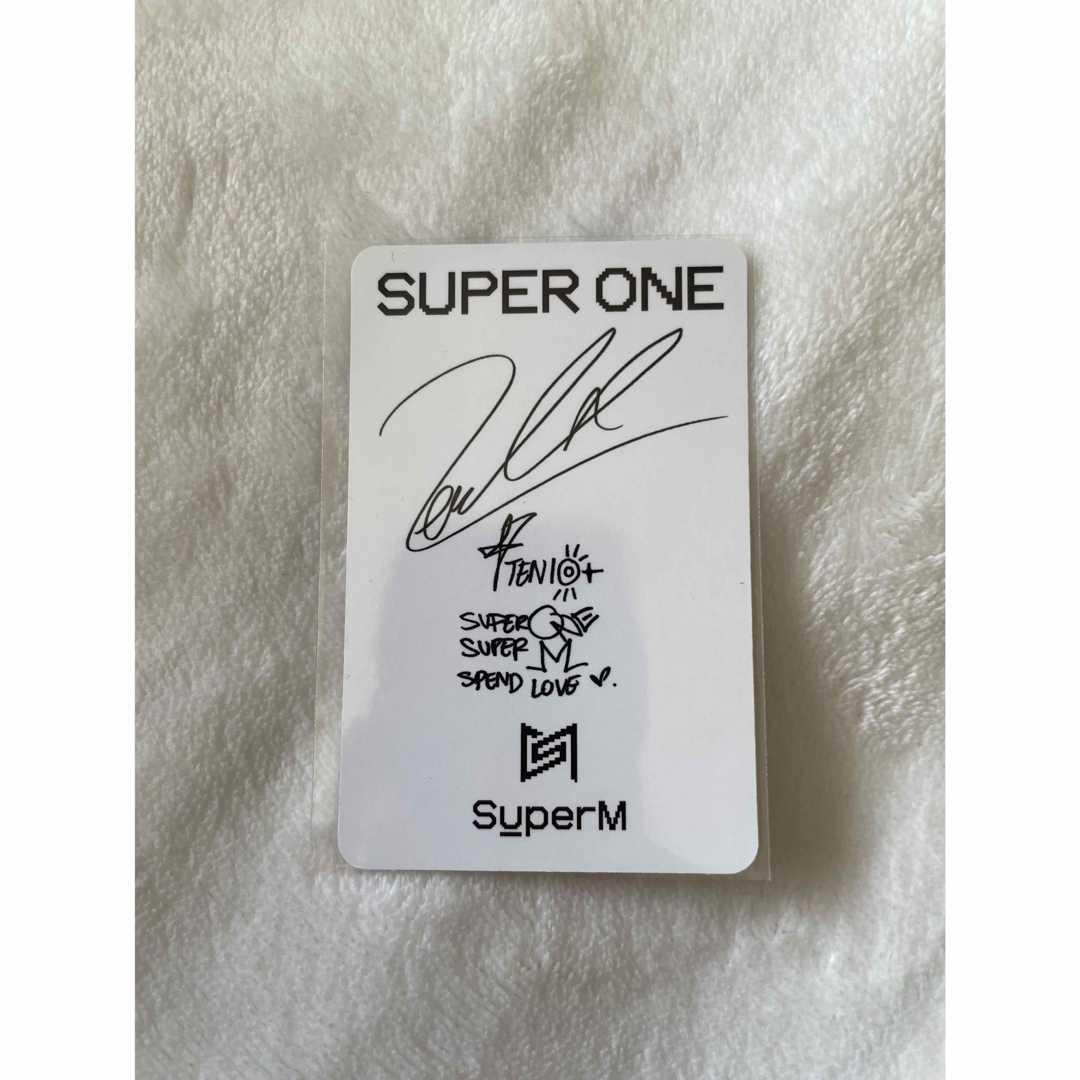 SUPER ONE
TEN10+
SUPER ONE
SUPER M
SPEND LOVE ♥.
SuperM